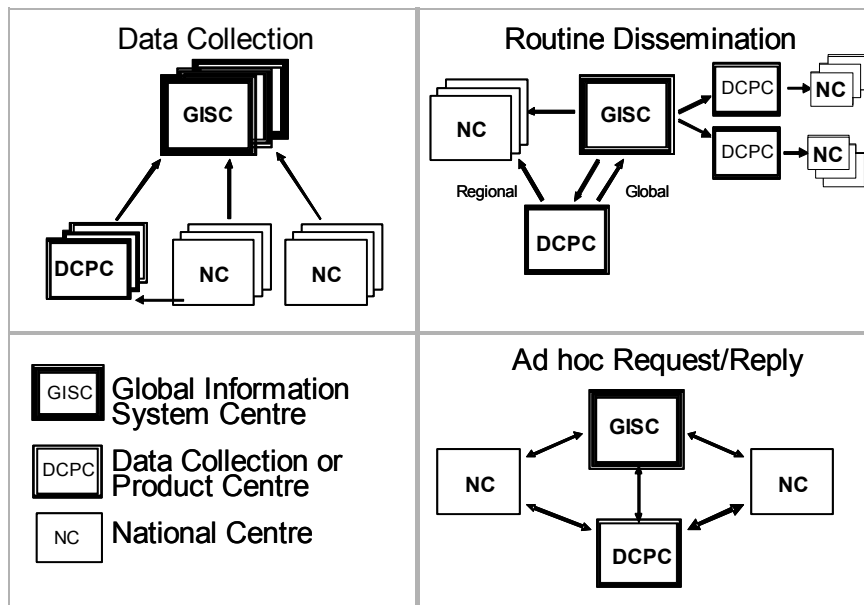 Data Collection
GISC
DCPC
NC
NC
Routine Dissemination
NC
GISC
DCPC
NC
DCPC
NC
Regional
Global
DCPC
GISC
Global Information
System Centre
DCPC
Data Collection or
Product Centre
NC
National Centre
Ad hoc Request/Reply
GISC
NC
NC
DCPC